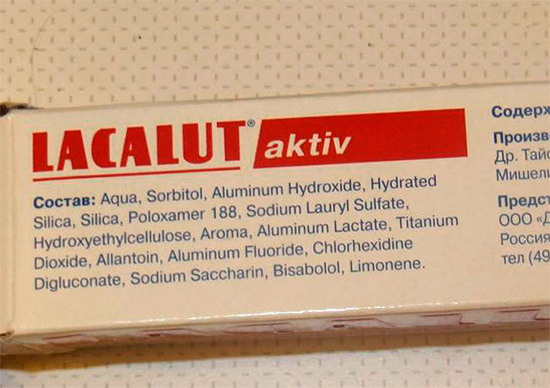 LACALUT® aktiv
Состав: Aqua, Sorbitol, Aluminum Hydroxide, Hydrated
Silica, Silica, Poloxamer 188, Sodium Lauryl Sulfate,
Hydroxyethylcellulose, Aroma, Aluminum Lactate, Titanium
Dioxide, Allantoin, Aluminum Fluoride, Chlorhexidine
Digluconate, Sodium Saccharin, Bisabolol, Limonene.
Содерж
Произв
Др. Тайс
Мишели
Предст
ООО «Д
Россия
тел (49